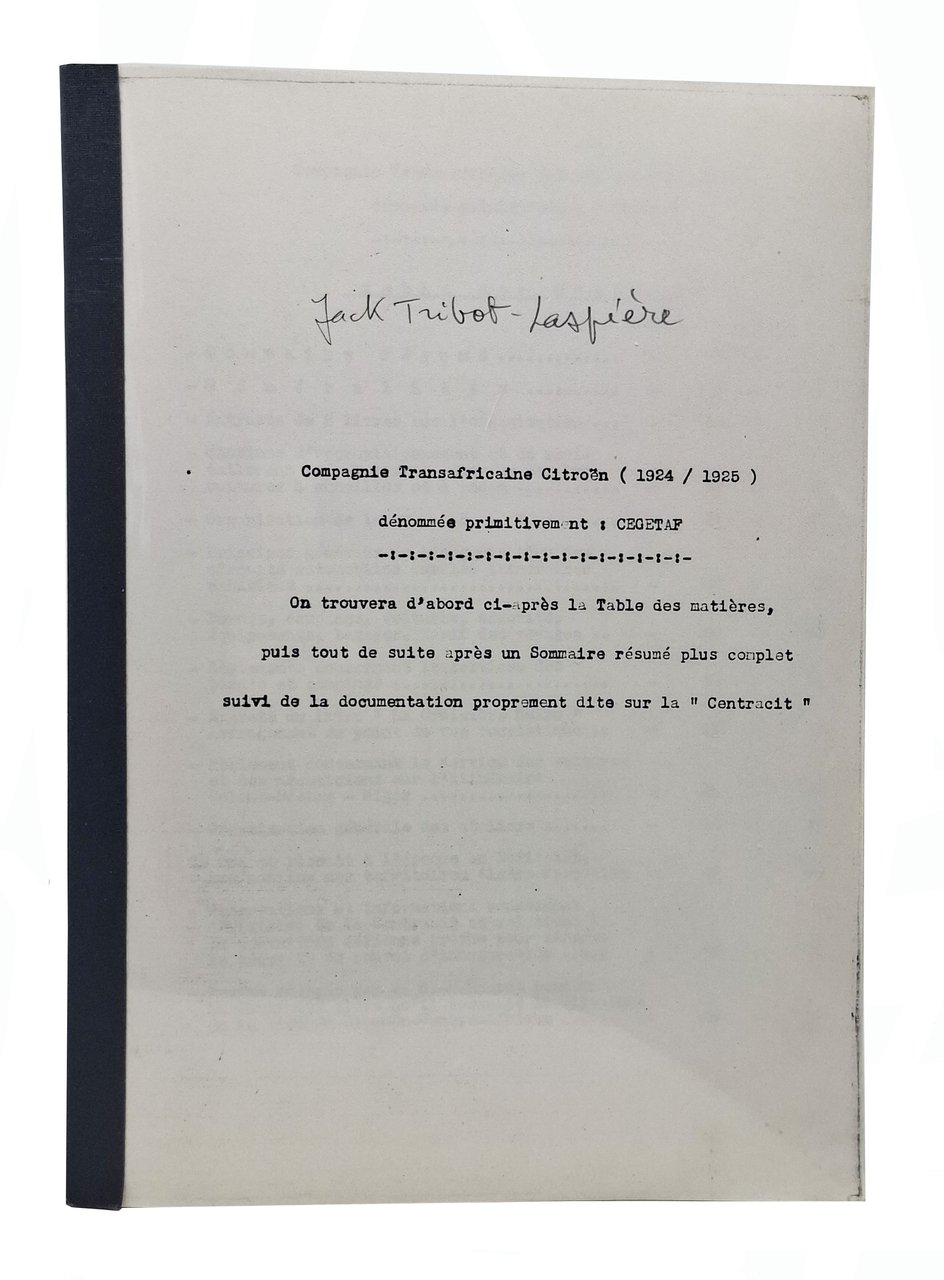 Jack Tribot-Laspière
Compagnie Transafricaine Citroën ( 1924 / 1925 )
dénommée primitivement : CEGETAF
-:-:-:-:-:-:-:-:-:-:-:-:-:-:-:-:-
On trouvera d'abord ci-après la Table des matières,
puis tout de suite après un Sommaire résumé plus complet
suivi de la documentation proprement dite sur la " Centracit "